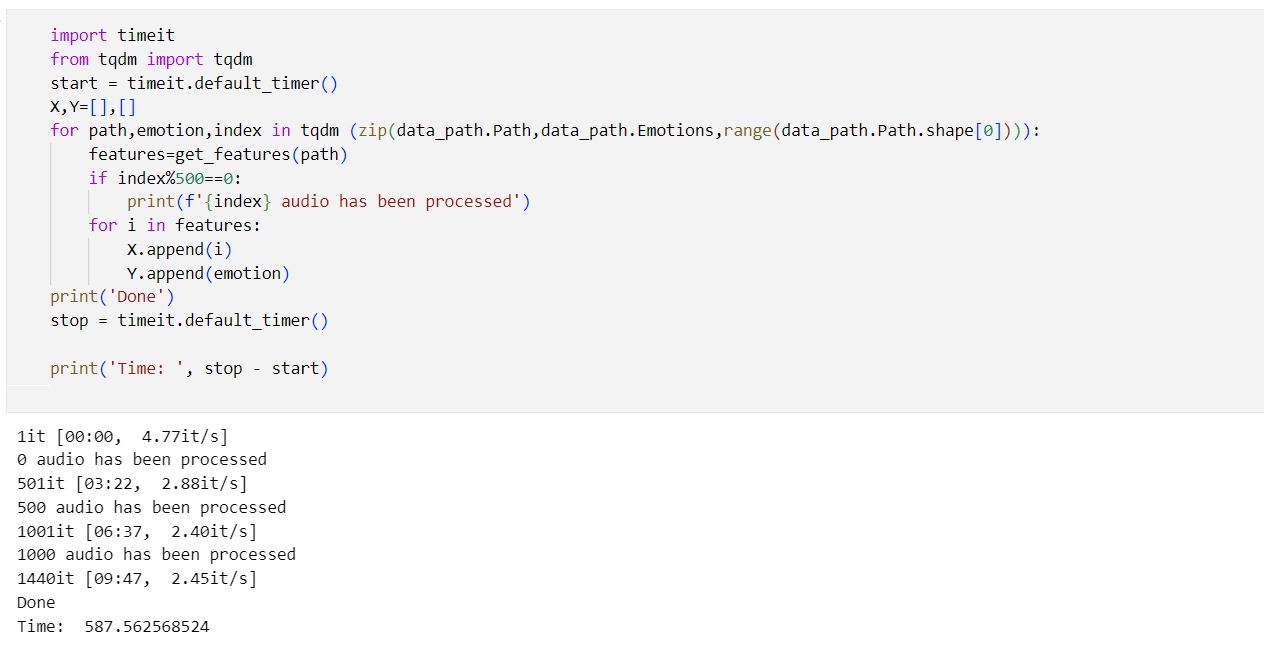 import timeit
from tqdm import tqdm
start = timeit.default_timer()
X,Y=[],[]
for path,emotion,index in tqdm (zip(data_path.Path,data_path.Emotions,range(data_path.Path.shape[0]))):
    features=get_features(path)
    if index%500==0:
        print(f'{index} audio has been processed')
    for i in features:
        X.append(i)
        Y.append(emotion)
print('Done')
stop = timeit.default_timer()

print('Time: ', stop - start)
1it [00:00,  4.77it/s]
0 audio has been processed
501it [03:22,  2.88it/s]
500 audio has been processed
1001it [06:37,  2.40it/s]
1000 audio has been processed
1440it [09:47,  2.45it/s]
Done
Time:  587.562568524